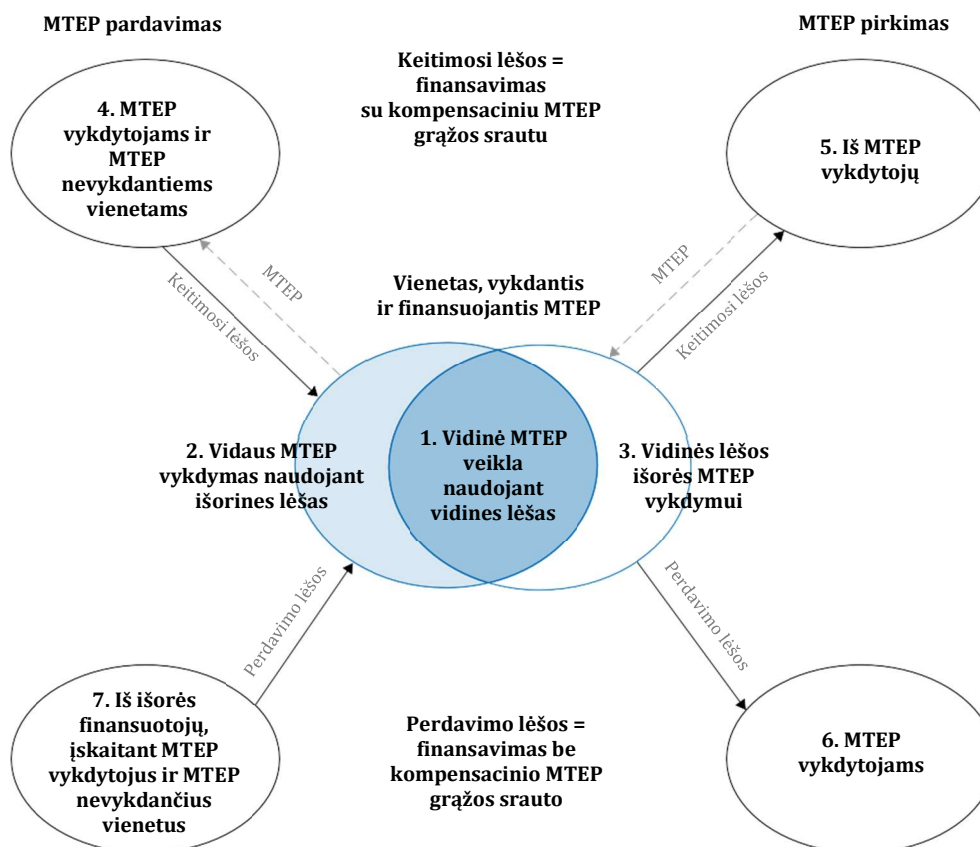 MTEP pardavimas
MTEP pirkimas
Keitimosi lėšos =
finansavimas
su kompensaciniu MTEP
grąžos srautu
4. MTEP
vykdytojams ir
MTEP
nevykdantiems
vienetams
5. Iš MTEP
vykdytojų
MTEP
Keitimosi lėšos
MTEP
Keitimosi lėšos
Vienetas, vykdantis
ir finansuojantis MTEP
2. Vidaus MTEP
vykdymas naudojant
išorines lėšas
1. Vidinė MTEP
veikla
naudojant
vidines lėšas
3. Vidinės lėšos
išorės MTEP
vykdymui
Perdavimo lėšos
Perdavimo lėšos
7. Iš išorės
finansuotojų,
įskaitant MTEP
vykdytojus ir MTEP
nevykdančius
vienetus
Perdavimo lėšos =
finansavimas be
kompensacinio MTEP
grąžos srauto
6. MTEP
vykdytojams